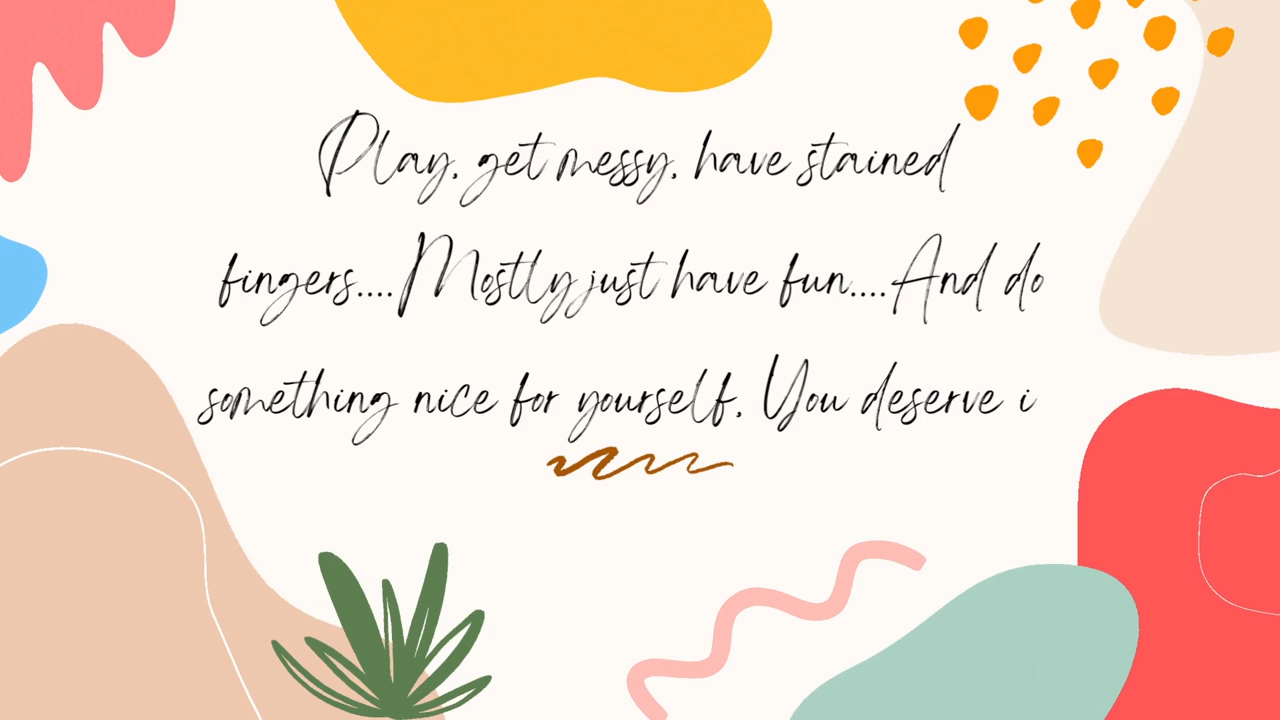 Play, get messy, have stained
fingers....Mostly just have fun....And do
something nice for yourself, You deserve i